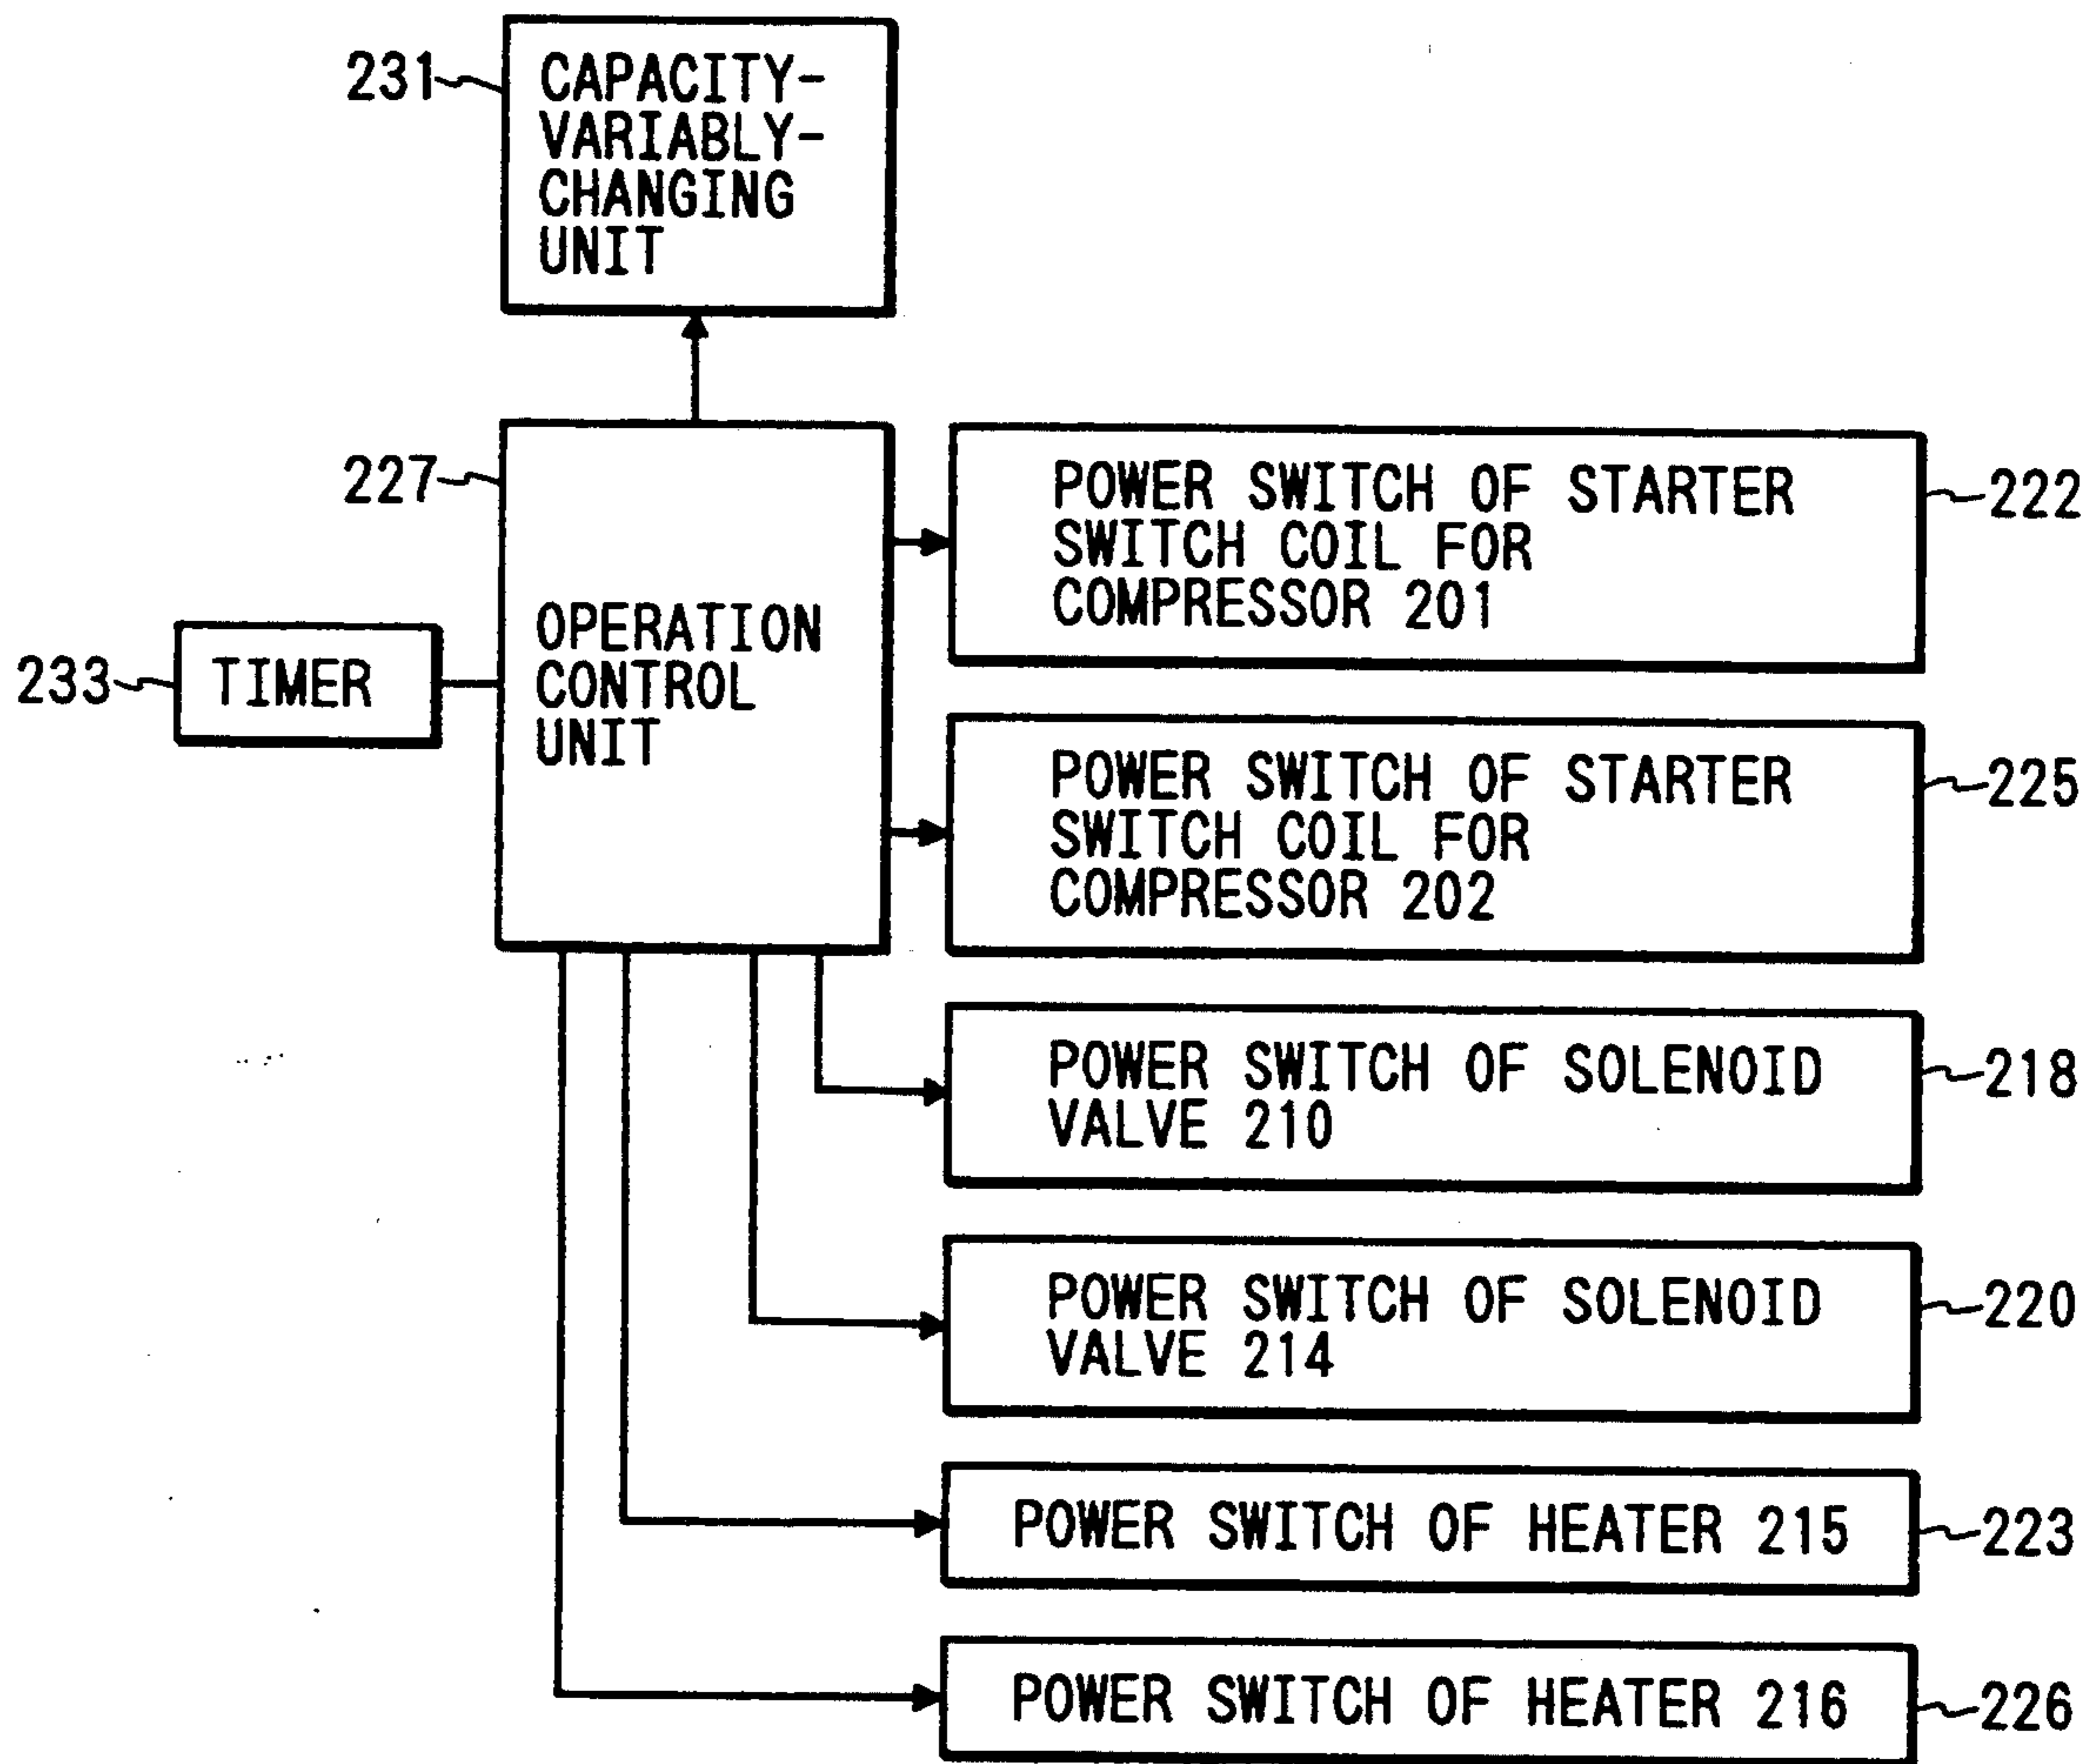 231
CAPACITY-
VARIABLY-
CHANGING
UNIT
227
OPERATION
CONTROL
UNIT
233
TIMER
POWER SWITCH OF STARTER
SWITCH COIL FOR
COMPRESSOR 201
222
POWER SWITCH OF STARTER
SWITCH COIL FOR
COMPRESSOR 202
225
POWER SWITCH OF SOLENOID
VALVE 210
218
POWER SWITCH OF SOLENOID
VALVE 214
220
POWER SWITCH OF HEATER 215
223
POWER SWITCH OF HEATER 216
226